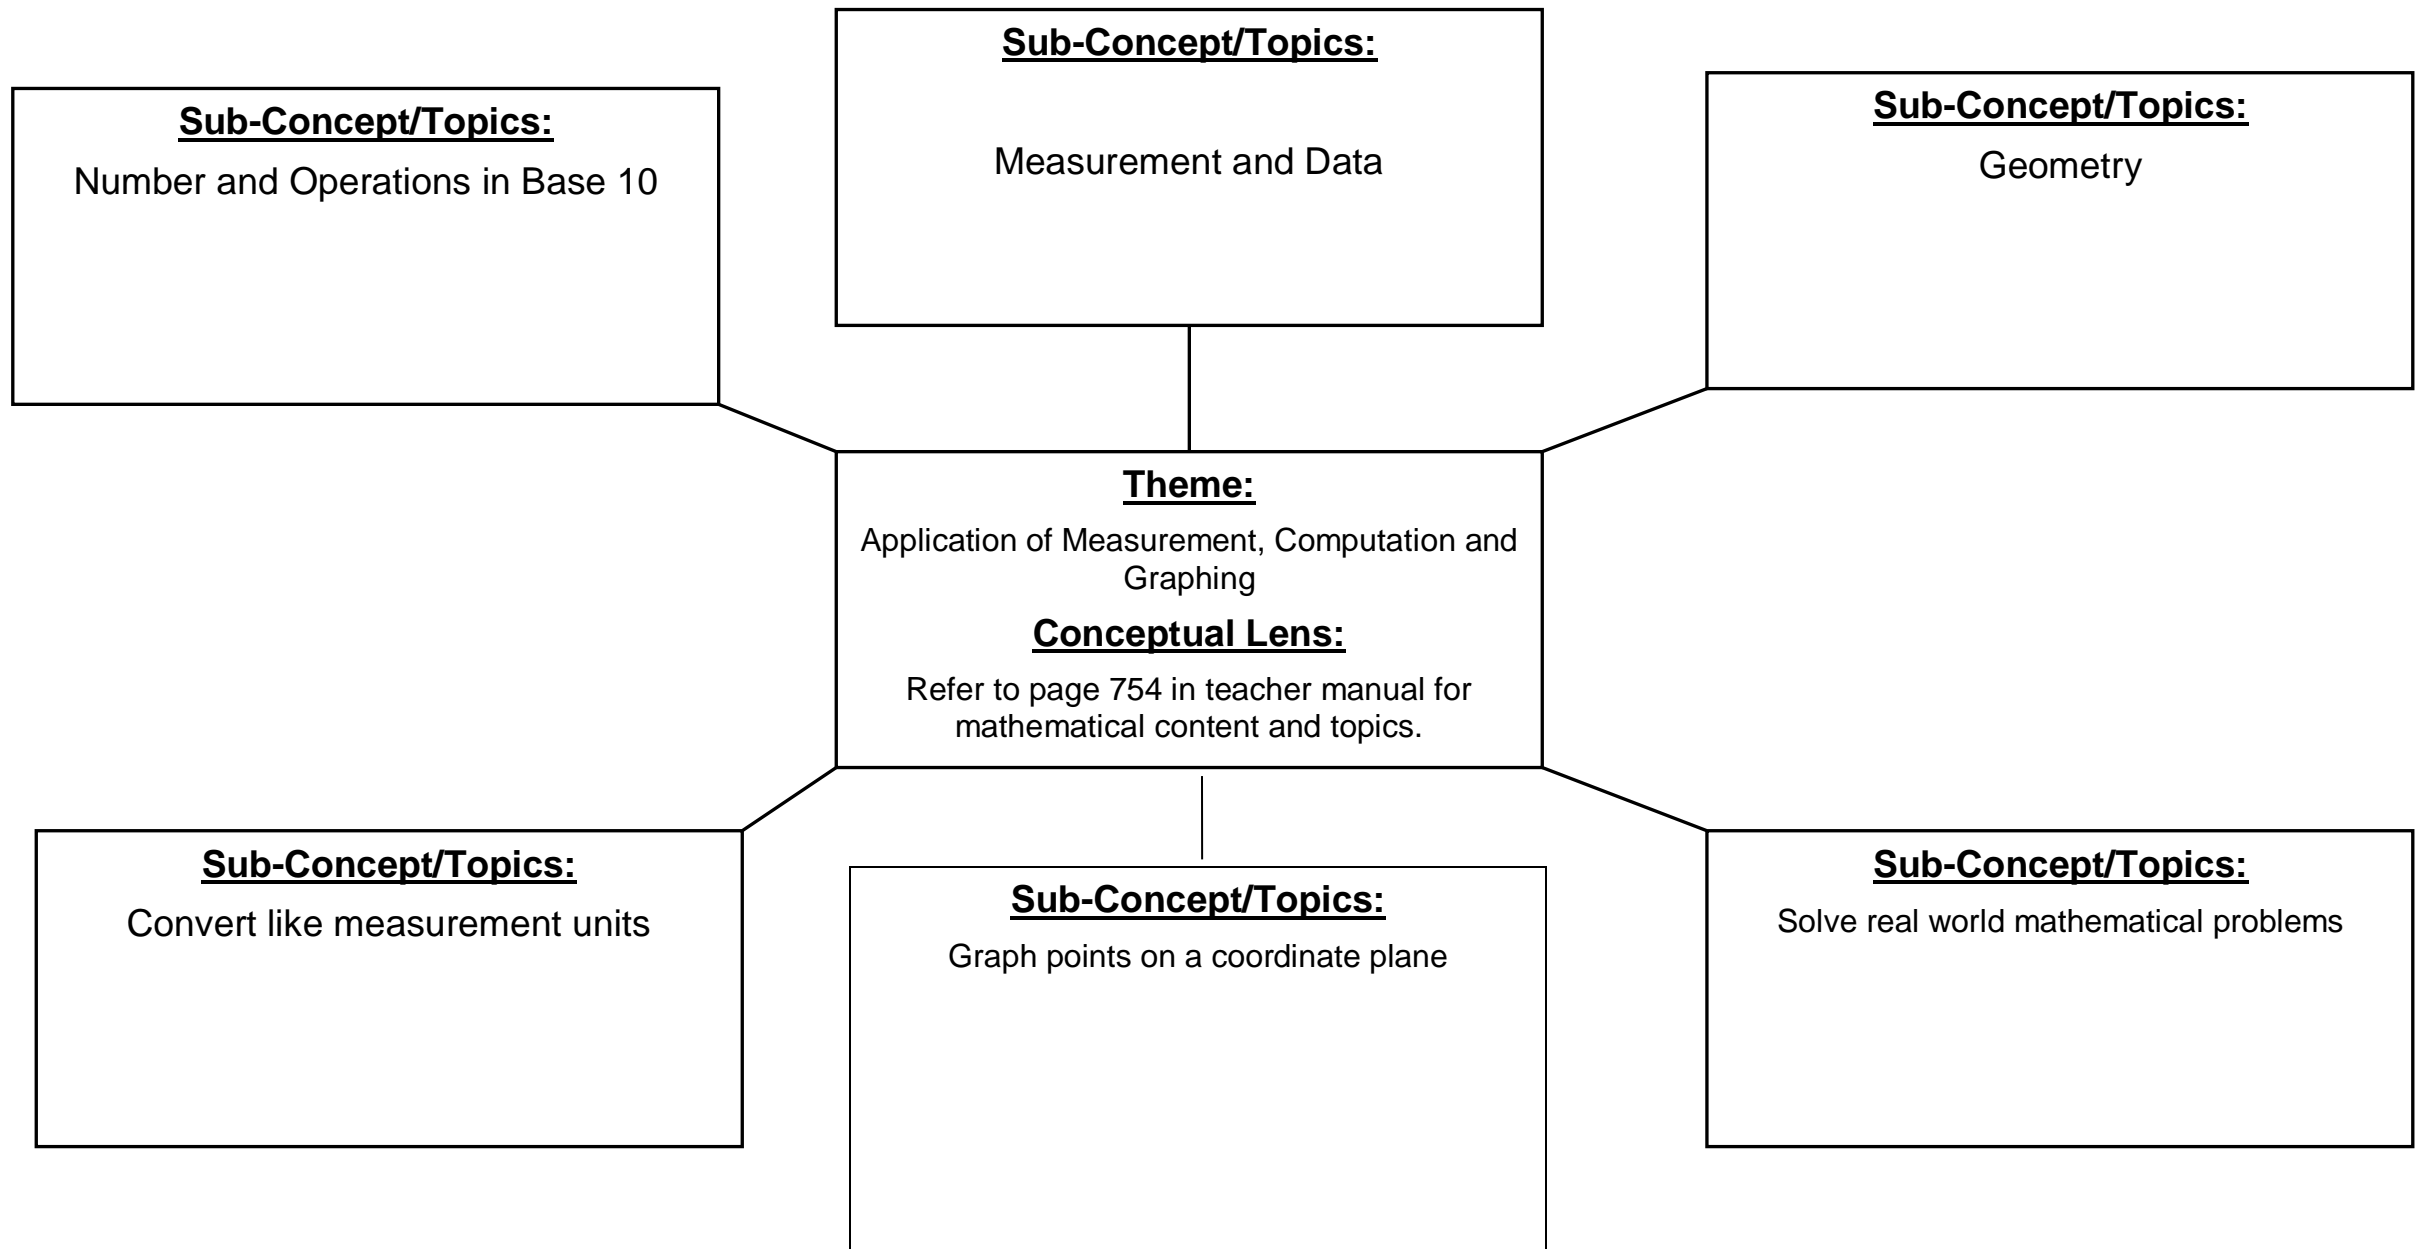 Sub-Concept/Topics:
Number and Operations in Base 10
Sub-Concept/Topics:
Measurement and Data
Sub-Concept/Topics:
Geometry
Theme:
Application of Measurement, Computation and
Graphing
Conceptual Lens:
Refer to page 754 in teacher manual for
mathematical content and topics.
Sub-Concept/Topics:
Convert like measurement units
Sub-Concept/Topics:
Graph points on a coordinate plane
Sub-Concept/Topics:
Solve real world mathematical problems